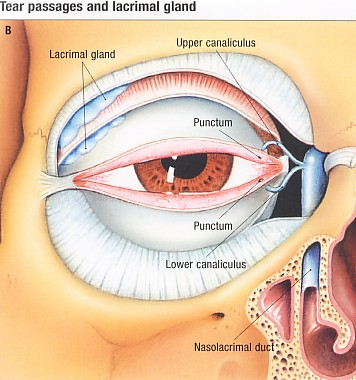 Tear passages and lacrimal gland
B
Upper canaliculus
Lacrimal gland
Punctum
Punctum
Lower canaliculus
Nasolacrimal duct